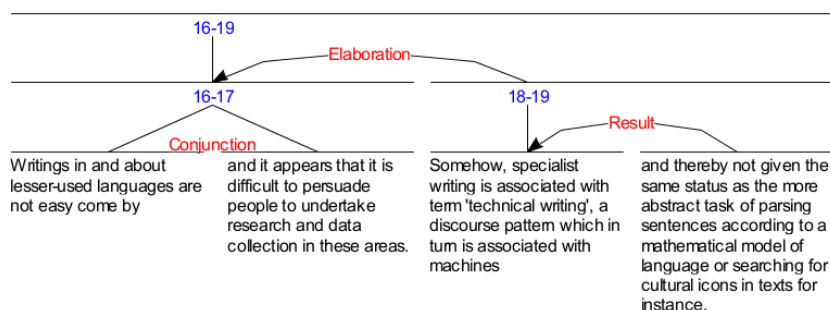 16-19
Elaboration
16-17
18-19
Conjunction
Result
Writings in and about
lesser-used languages are
not easy come by
and it appears that it is
difficult to persuade
people to undertake
research and data
collection in these areas.
Somehow, specialist
writing is associated with
term 'technical writing', a
discourse pattern which in
turn is associated with
machines
and thereby not given the
same status as the more
abstract task of parsing
sentences according to a
mathematical model of
language or searching for
cultural icons in texts for
instance.